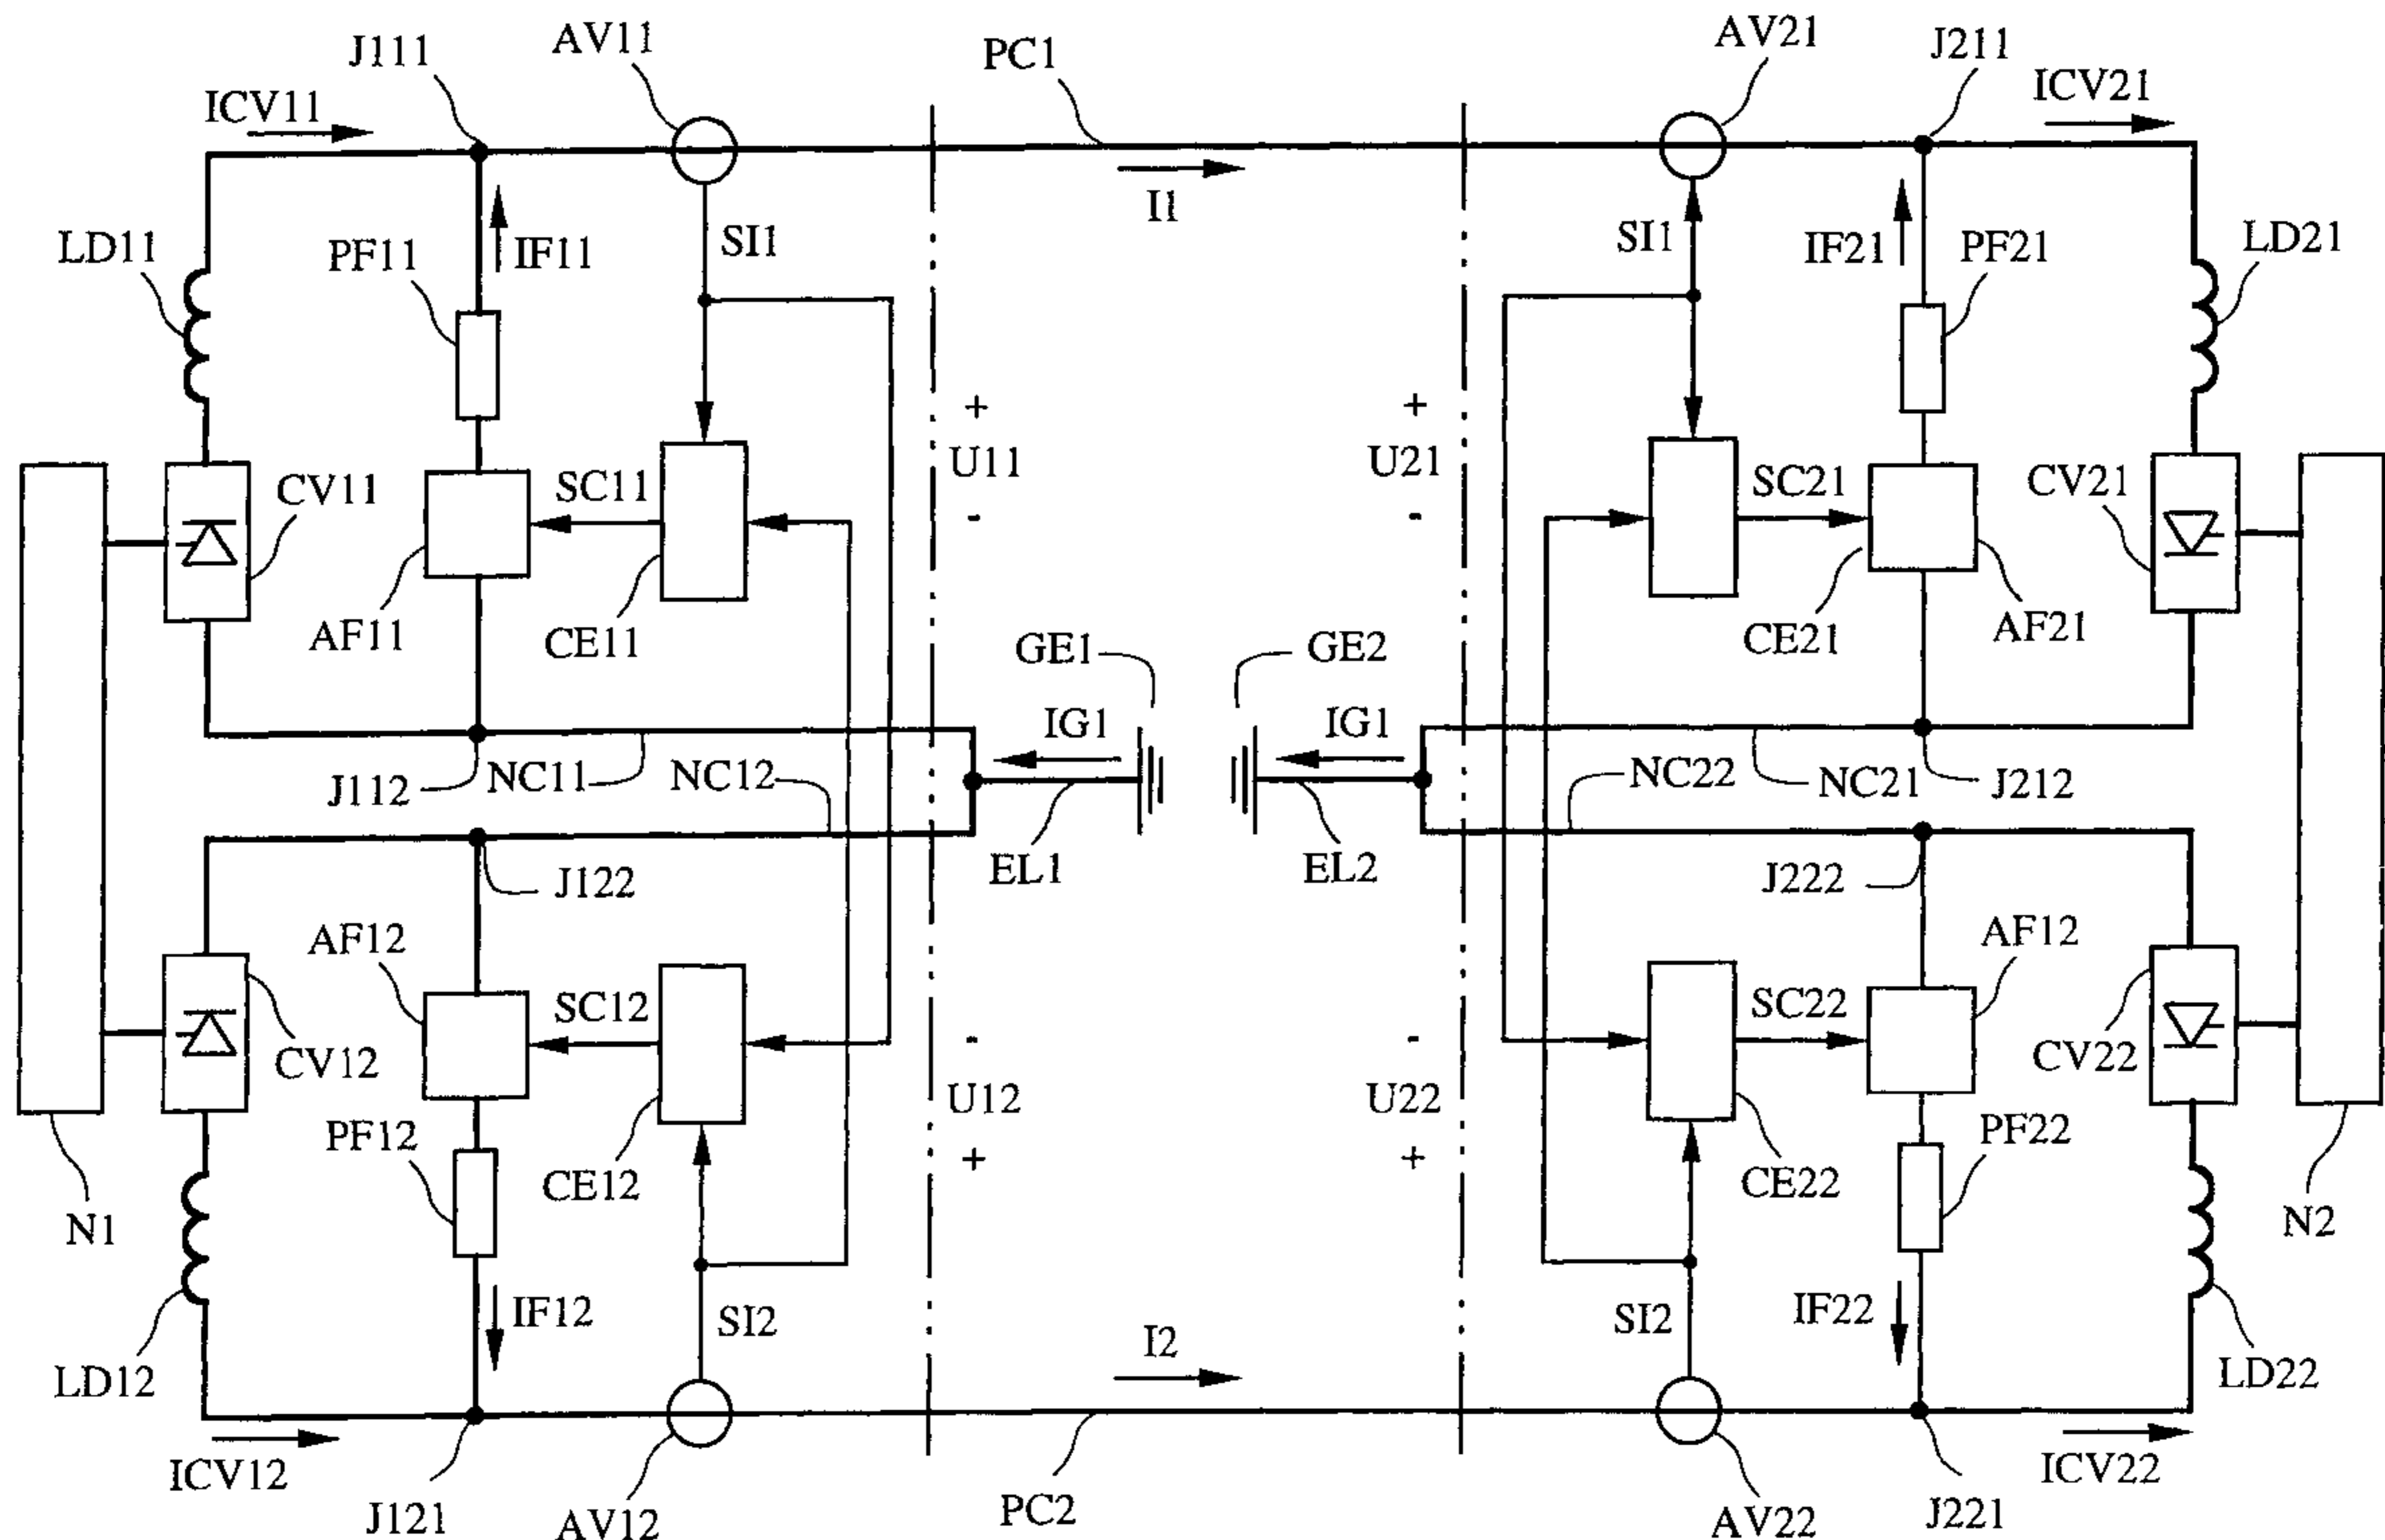 AV11
PC1
AV21
J211
J111
ICV11
ICV21
I1
LD11
PF11
IF11
SI1
SI1
IF21
PF21
LD21
+
+
U11
U21
-
-
CV11
SC11
SC21
CV21
AF11
CE11
GE1
GE2
CE21
AF21
IG1
IG1
J112
NC11
NC12
NC22
NC21
J212
EL1
EL2
J122
J222
AF12
AF12
SC12
SC22
CV12
CV22
-
-
U12
U22
+
+
PF12
PF22
CE12
CE22
N1
N2
IF12
SI2
SI2
IF22
I2
LD12
LD22
ICV12
ICV22
J121
AV12
PC2
AV22
J221